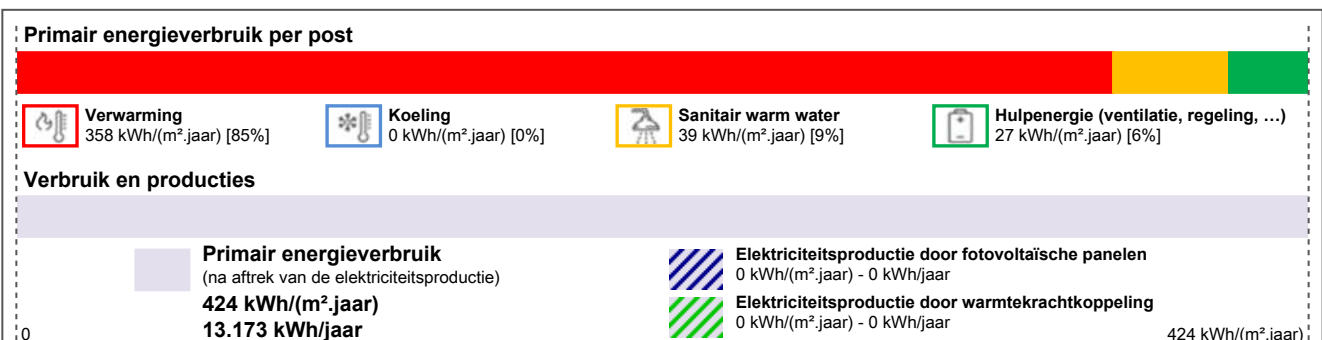 Primair energieverbruik per post
Verwarming
358 kWh/(m².jaar) [85%]
Koeling
0 kWh/(m².jaar) [0%]
Sanitair warm water
39 kWh/(m².jaar) [9%]
Hulpenergie (ventilatie, regeling, …)
27 kWh/(m².jaar) [6%]
Verbruik en producties
Primair energieverbruik
(na aftrek van de elektriciteitsproductie)
424 kWh/(m².jaar)
13.173 kWh/jaar
Elektriciteitsproductie door fotovoltaïsche panelen
0 kWh/(m².jaar) - 0 kWh/jaar
Elektriciteitsproductie door warmtekrachtkoppeling
0 kWh/(m².jaar) - 0 kWh/jaar
0
424 kWh/(m².jaar)